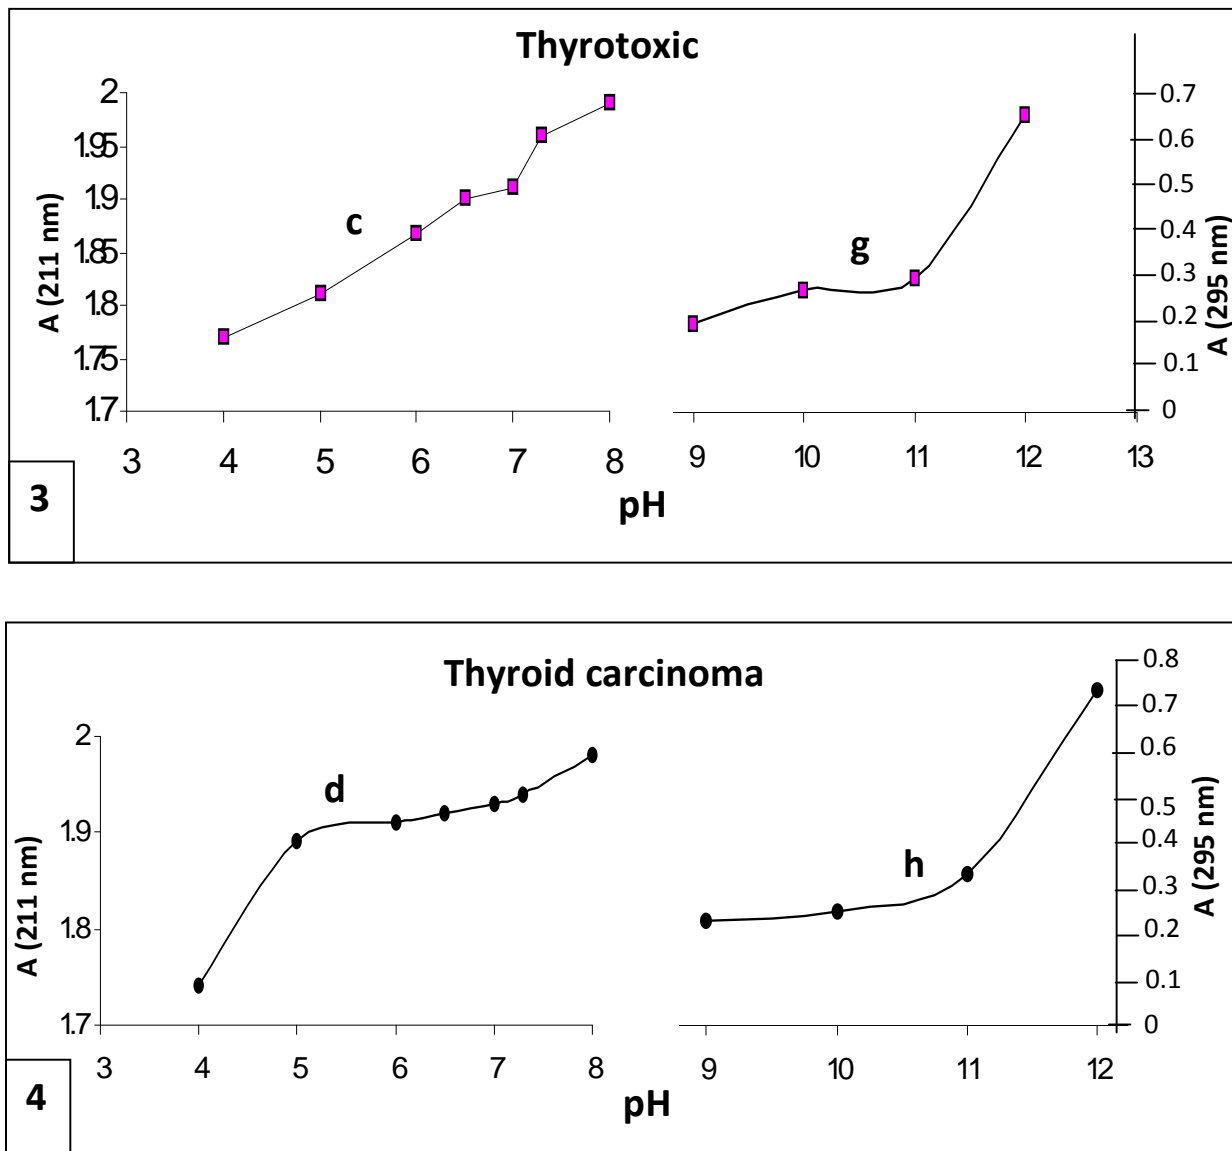 Thyrotoxic
2
1.95
1.9
1.85
1.8
1.75
1.7
A (211 nm)
c
3 4 5 6 7 8
g
0.7
0.6
0.5
0.4
0.3
0.2
0.1
0
A (295 nm)
9 10 11 12 13
pH
3
Thyroid carcinoma
2
1.9
1.8
1.7
A (211 nm)
d
3 4 5 6 7 8
h
0.8
0.7
0.6
0.5
0.4
0.3
0.2
0.1
0
A (295 nm)
9 10 11 12
pH
4